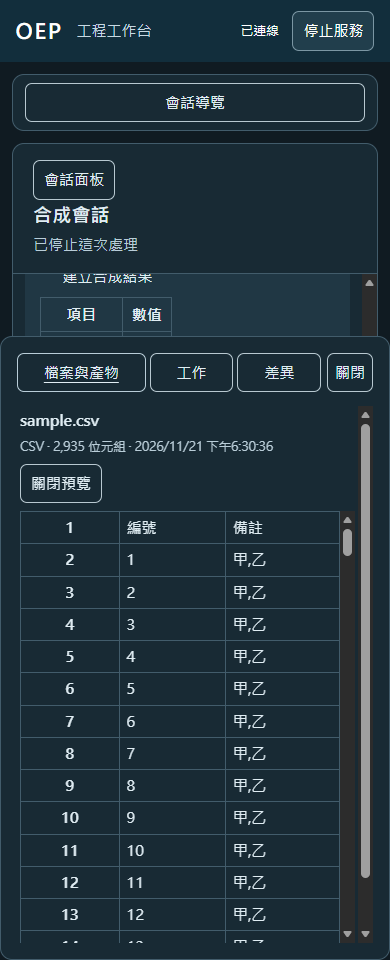 OEP 工程工作台 已連線 停止服務
會話導覽
會話面板
合成會話
已停止這次處理
建立合成結果
項目 數值
檔案與產物 工作 差異 關閉
sample.csv
CSV · 2,935 位元組 · 2026/11/21 下午6:30:36
關閉預覽
1 編號 備註
2 1 甲,乙
3 2 甲,乙
4 3 甲,乙
5 4 甲,乙
6 5 甲,乙
7 6 甲,乙
8 7 甲,乙
9 8 甲,乙
10 9 甲,乙
11 10 甲,乙
12 11 甲,乙
13 12 甲,乙